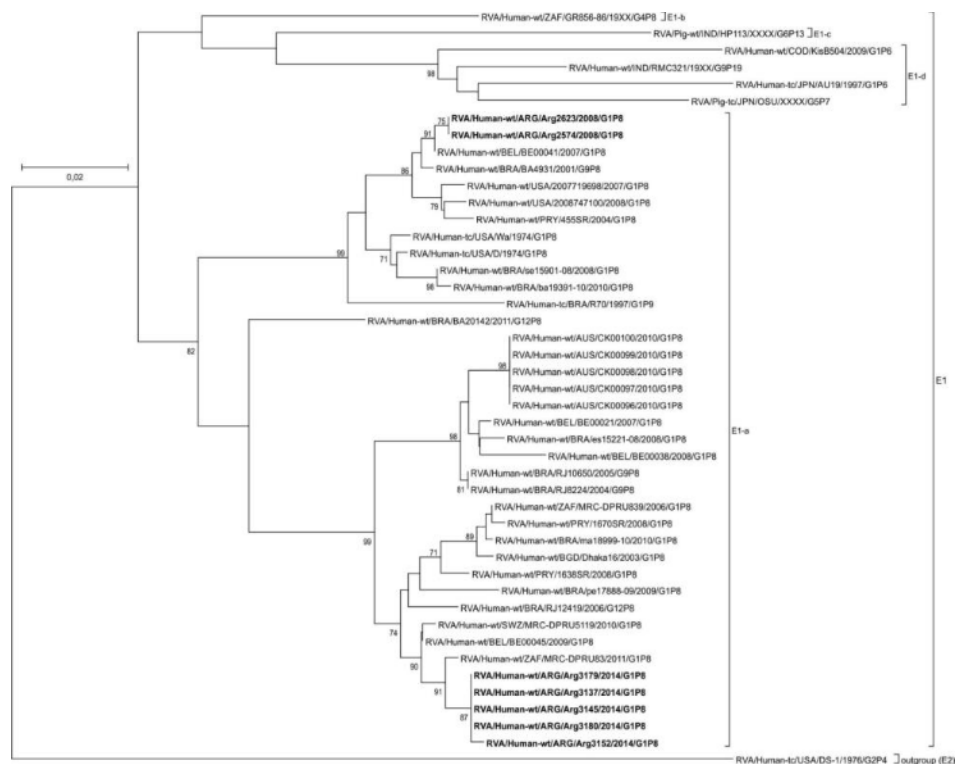 RVA/Human-wt/ZAF/GR856-86/19XX/G4P8
E1-b
RVA/Pig-wt/IND/HP113/XXXX/G6P13
E1-c
RVA/Human-wt/COD/KisB504/2009/G1P6
98
RVA/Human-wt/IND/RMC321/19XX/G9P19
E1-d
RVA/Human-tc/JPN/AU19/1997/G1P6
RVA/Pig-tc/JPN/OSU/XXXX/G5P7
75
RVA/Human-wt/ARG/Arg2623/2008/G1P8
91
RVA/Human-wt/ARG/Arg2574/2008/G1P8
RVA/Human-wt/BEL/BE00041/2007/G1P8
0,02
86
RVA/Human-wt/BRA/BA4931/2001/G9P8
RVA/Human-wt/USA/2007719698/2007/G1P8
79
RVA/Human-wt/USA/2008747100/2008/G1P8
RVA/Human-wt/PRY/455SR/2004/G1P8
RVA/Human-tc/USA/Wa/1974/G1P8
99
71
RVA/Human-tc/USA/D/1974/G1P8
RVA/Human-wt/BRA/se15901-08/2008/G1P8
98
RVA/Human-wt/BRA/ba19391-10/2010/G1P8
RVA/Human-tc/BRA/R70/1997/G1P9
RVA/Human-wt/BRA/BA20142/2011/G12P8
82
RVA/Human-wt/AUS/CK00100/2010/G1P8
RVA/Human-wt/AUS/CK00099/2010/G1P8
98
RVA/Human-wt/AUS/CK00098/2010/G1P8
RVA/Human-wt/AUS/CK00097/2010/G1P8
E1
RVA/Human-wt/AUS/CK00096/2010/G1P8
RVA/Human-wt/BEL/BE00021/2007/G1P8
E1-a
98
RVA/Human-wt/BRA/es15221-08/2008/G1P8
RVA/Human-wt/BEL/BE00038/2008/G1P8
RVA/Human-wt/BRA/RJ10650/2005/G9P8
81
RVA/Human-wt/BRA/RJ8224/2004/G9P8
RVA/Human-wt/ZAF/MRC-DPRU839/2006/G1P8
RVA/Human-wt/PRY/1670SR/2008/G1P8
99
89
RVA/Human-wt/BRA/ma18999-10/2010/G1P8
71
RVA/Human-wt/BGD/Dhaka16/2003/G1P8
RVA/Human-wt/PRY/1638SR/2008/G1P8
RVA/Human-wt/BRA/pe17888-09/2009/G1P8
RVA/Human-wt/BRA/RJ12419/2006/G12P8
74
RVA/Human-wt/SWZ/MRC-DPRU5119/2010/G1P8
RVA/Human-wt/BEL/BE00045/2009/G1P8
90
RVA/Human-wt/ZAF/MRC-DPRU83/2011/G1P8
RVA/Human-wt/ARG/Arg3179/2014/G1P8
91
RVA/Human-wt/ARG/Arg3137/2014/G1P8
RVA/Human-wt/ARG/Arg3145/2014/G1P8
87
RVA/Human-wt/ARG/Arg3180/2014/G1P8
RVA/Human-wt/ARG/Arg3152/2014/G1P8
RVA/Human-tc/USA/DS-1/1976/G2P4
outgroup (E2)